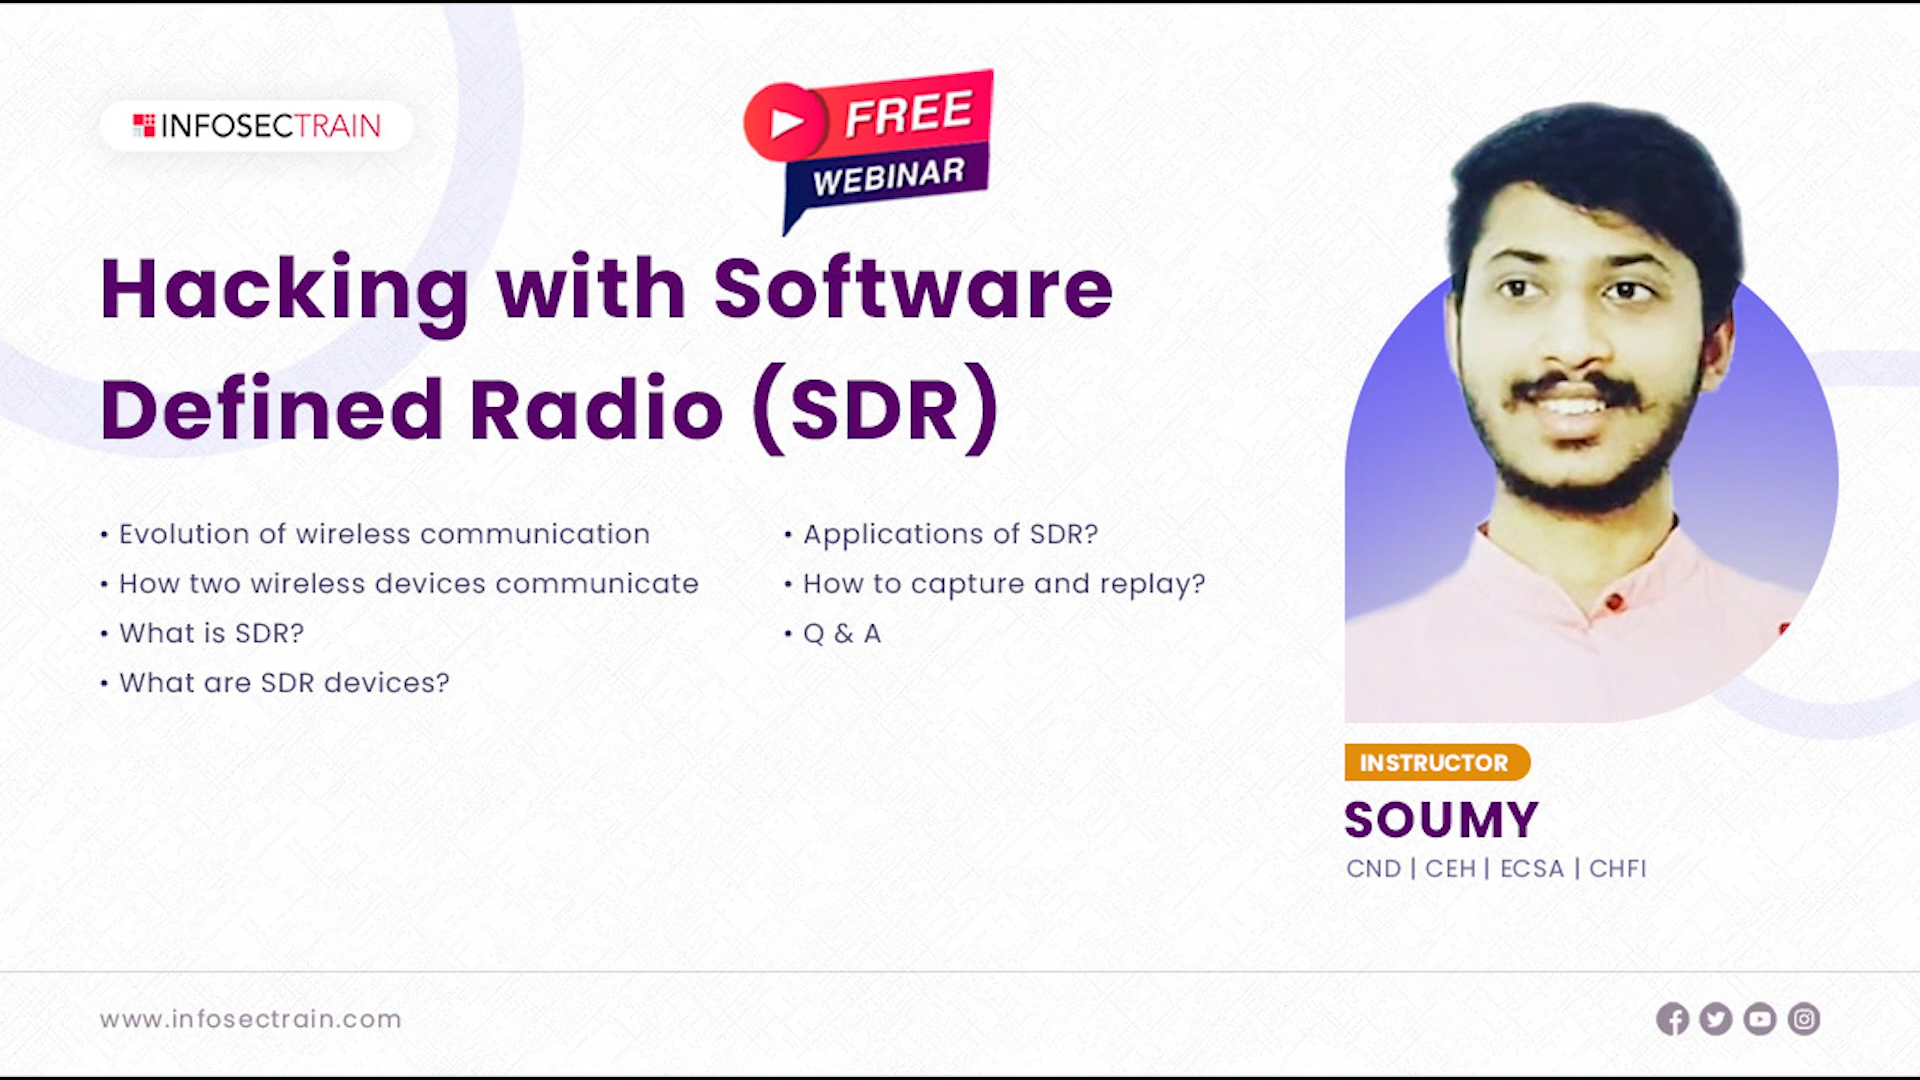 INFOSECTRAIN
FREE
WEBINAR
Hacking with Software
Defined Radio (SDR)
• Evolution of wireless communication
• How two wireless devices communicate
• What is SDR?
• What are SDR devices?
• Applications of SDR?
• How to capture and replay?
• Q & A
INSTRUCTOR
SOUMY
CND | CEH | ECSA | CHFI
www.infosectrain.com